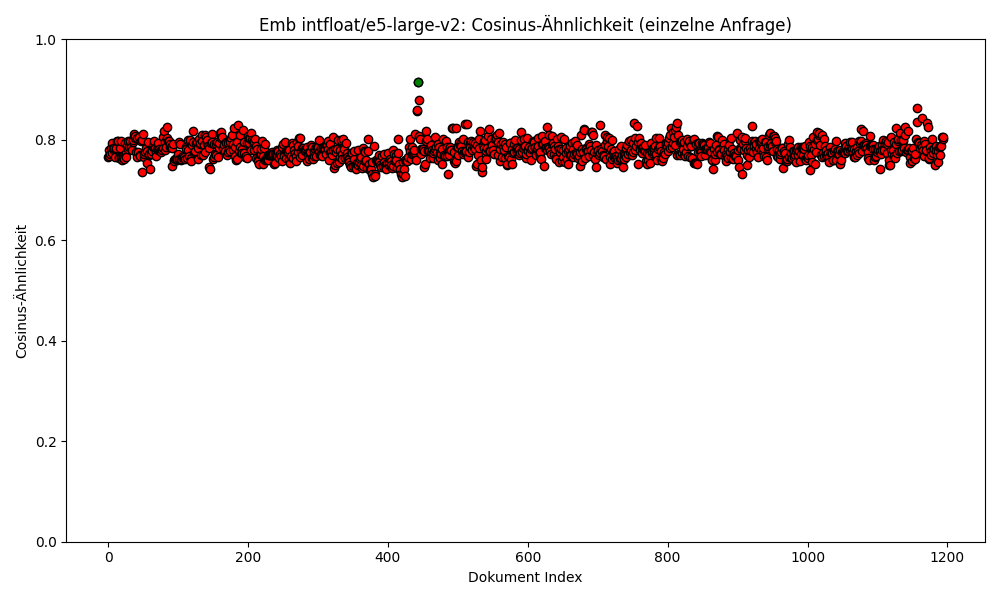 Emb intfloat/e5-large-v2: Cosinus-Ähnlichkeit (einzelne Anfrage)
1.0
0.8
0.6
0.4
0.2
0.0
Cosinus-Ähnlichkeit
0 200 400 600 800 1000 1200
Dokument Index